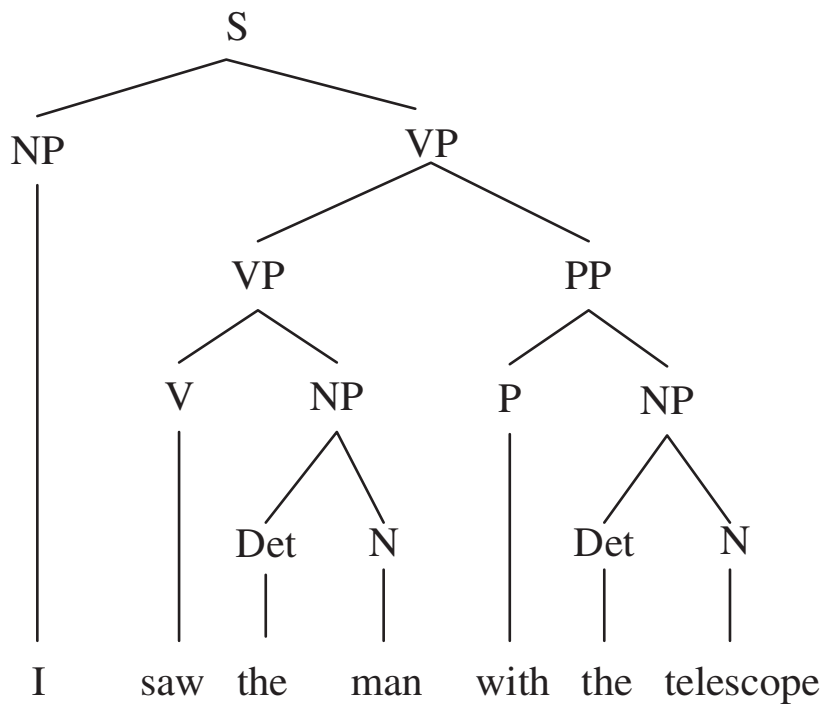 S
NP VP
VP PP
V NP P NP
Det N Det N
I saw the man with the telescope